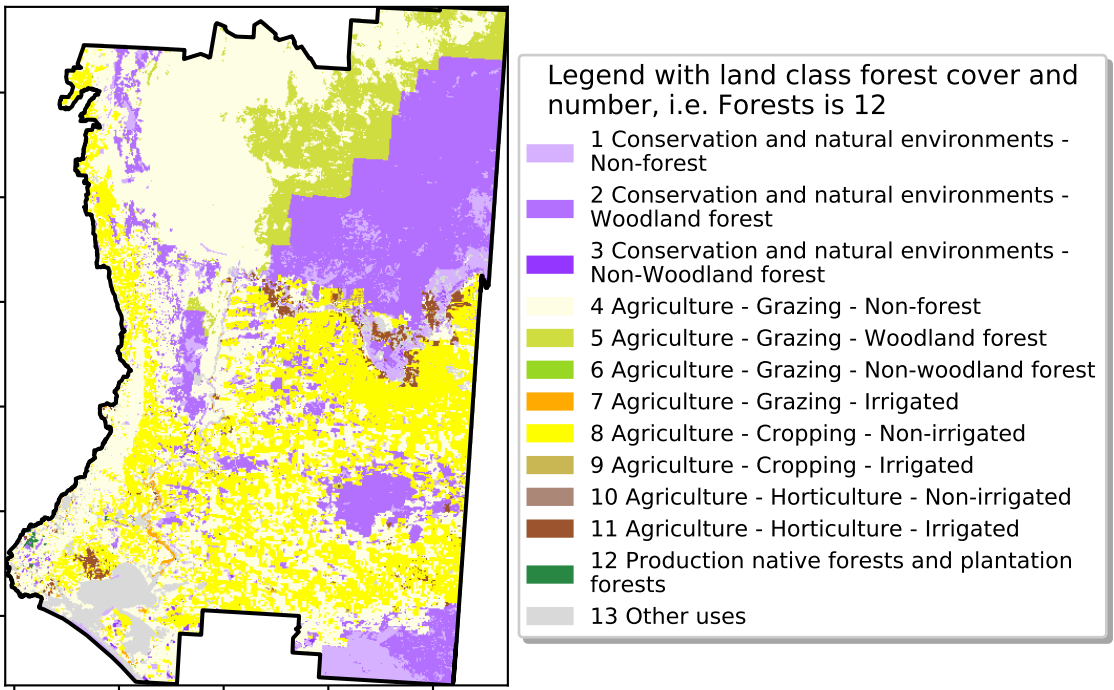 Legend with land class forest cover and
number, i.e. Forests is 12
1 Conservation and natural environments -
Non-forest
2 Conservation and natural environments -
Woodland forest
3 Conservation and natural environments -
Non-Woodland forest
4 Agriculture - Grazing - Non-forest
5 Agriculture - Grazing - Woodland forest
6 Agriculture - Grazing - Non-woodland forest
7 Agriculture - Grazing - Irrigated
8 Agriculture - Cropping - Non-irrigated
9 Agriculture - Cropping - Irrigated
10 Agriculture - Horticulture - Non-irrigated
11 Agriculture - Horticulture - Irrigated
12 Production native forests and plantation
forests
13 Other uses